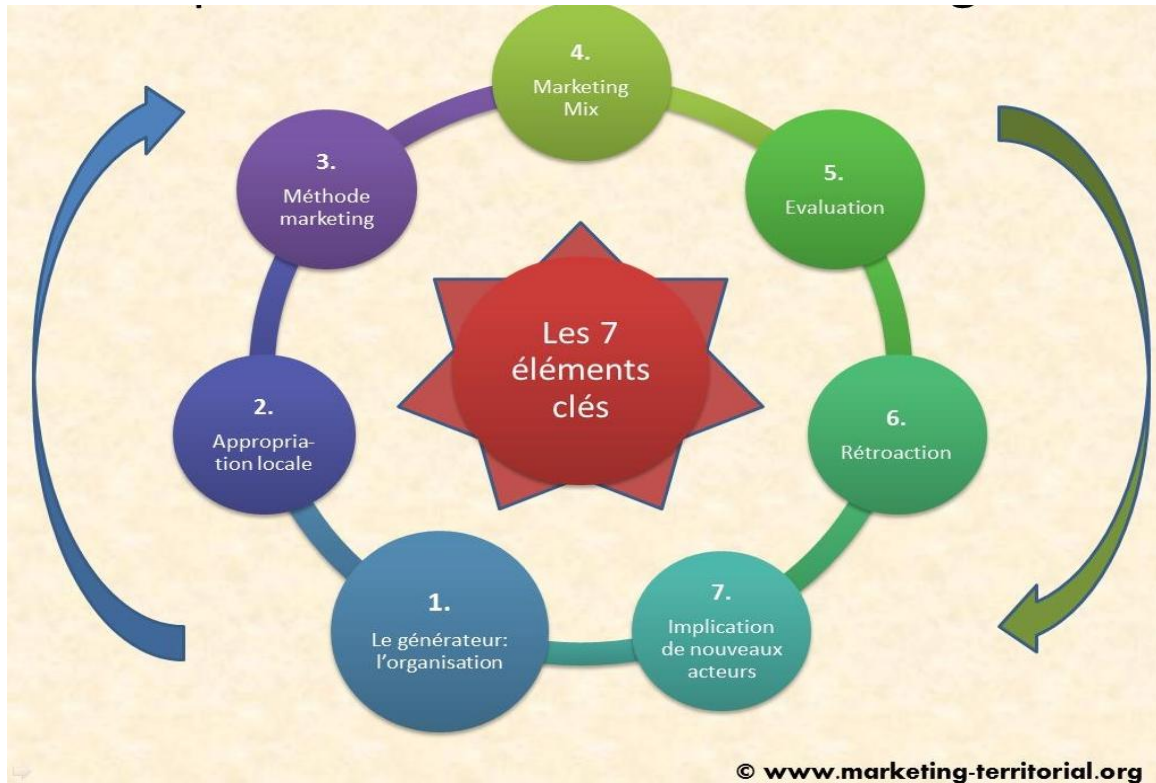 4.
Marketing
Mix
3.
Méthode
marketing
5.
Evaluation
Les 7
éléments
clés
2.
Appropria-
tion locale
6.
Rétroaction
1.
Le générateur:
l'organisation
7.
Implication
de nouveaux
acteurs
© www.marketing-territorial.org